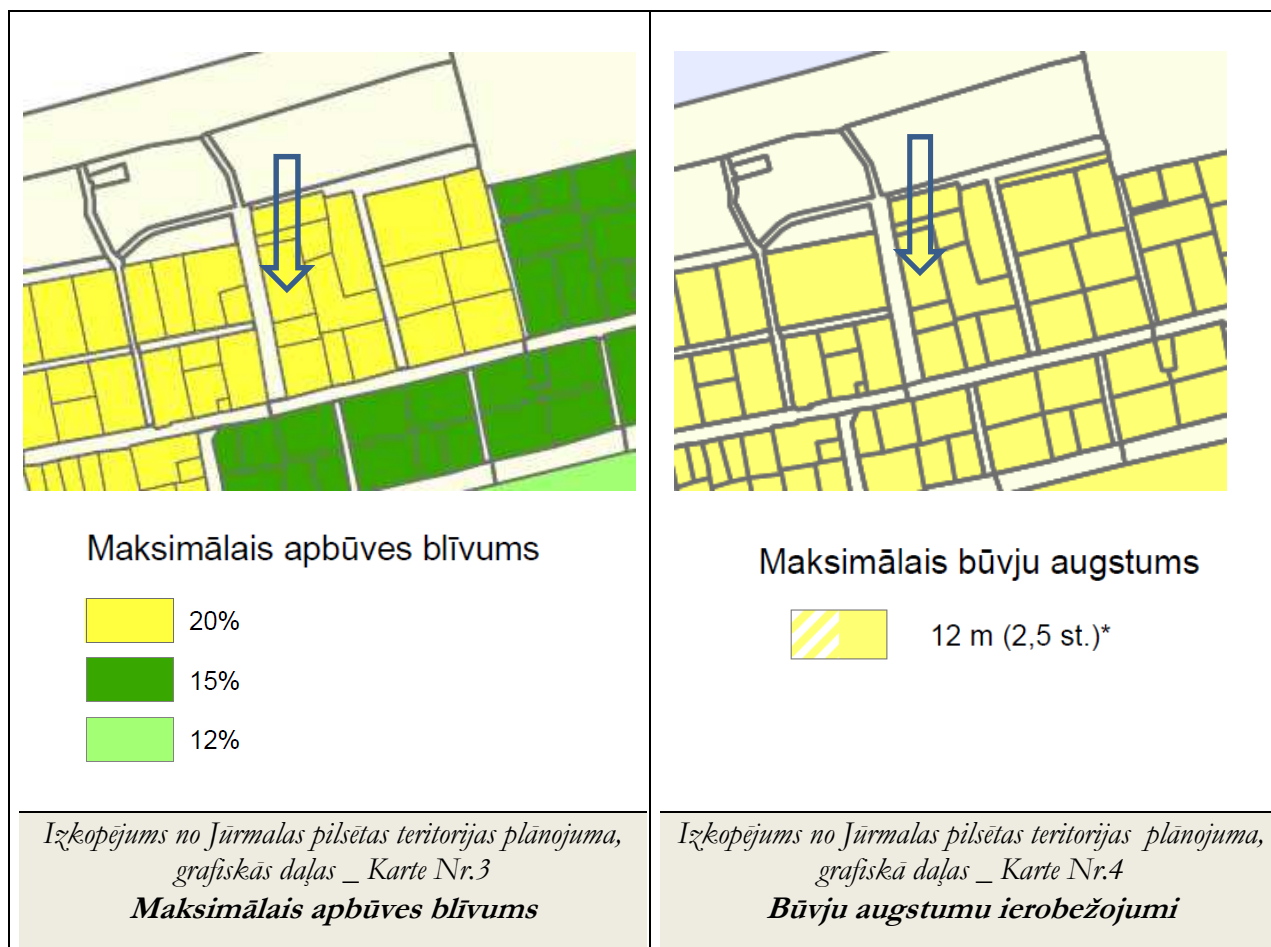 Maksimālais apbūves blīvums
20%
15%
12%
Izkopējums no Jūrmalas pilsētas teritorijas plānojuma,
grafiskās daļas _ Karte Nr.3
Maksimālais apbūves blīvums
Maksimālais būvju augstums
12 m (2,5 st.)*
Izkopējums no Jūrmalas pilsētas teritorijas plānojuma,
grafiskā daļas _ Karte Nr.4
Būvju augstumu ierobežojumi